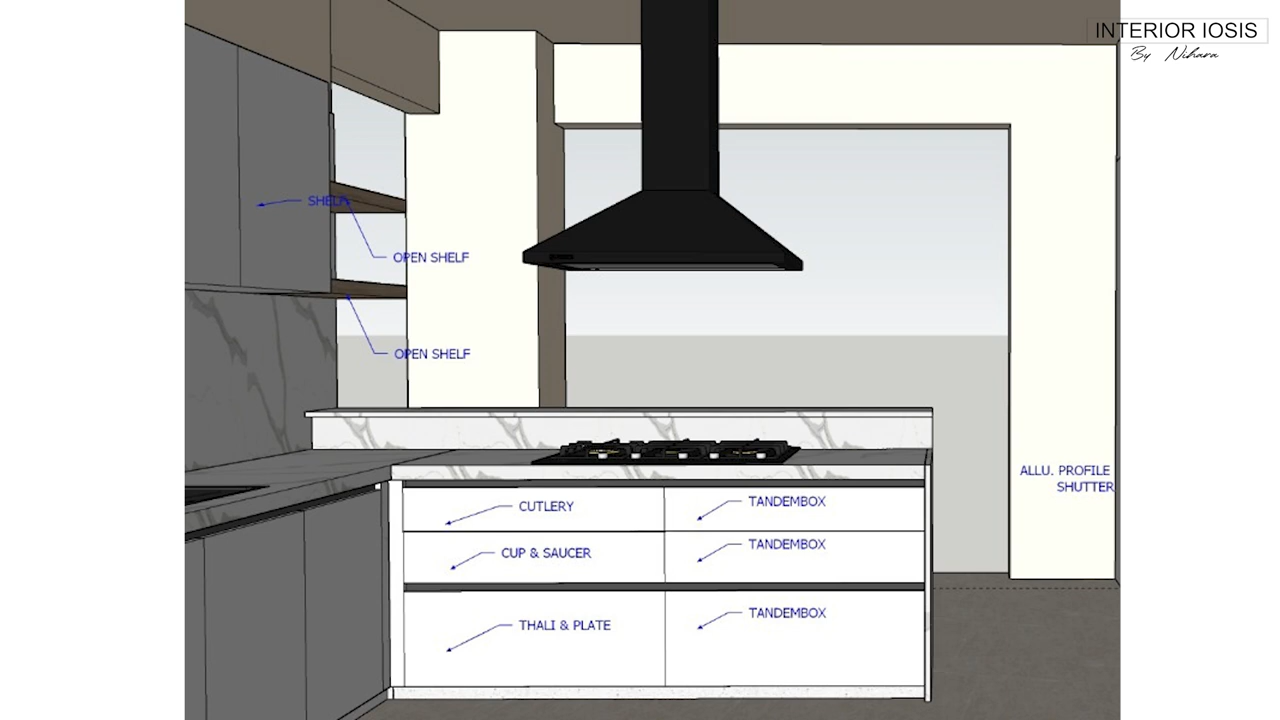 INTERIOR IOSIS
By Nihara
SHELF
OPEN SHELF
OPEN SHELF
ALLU. PROFILE
SHUTTER
CUTLERY
TANDEMBOX
CUP & SAUCER
TANDEMBOX
THALI & PLATE
TANDEMBOX